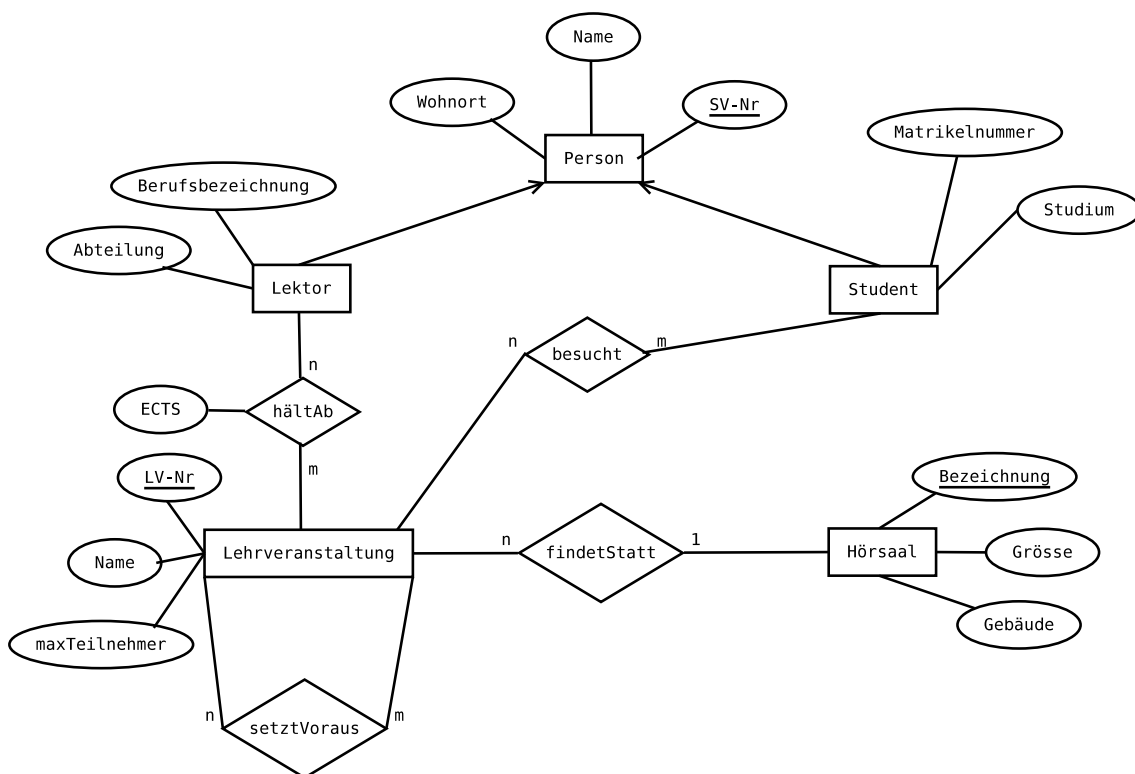 Name
Wohnort
SV-Nr
Matrikelnummer
Person
Berufsbezeichnung
Studium
Abteilung
Lektor
Student
n
besucht
m
n
ECTS
hältAb
m
LV-Nr
Bezeichnung
Name
Lehrveranstaltung
n
findetStatt
1
Hörsaal
Grösse
maxTeilnehmer
Gebäude
n
setztVoraus
m